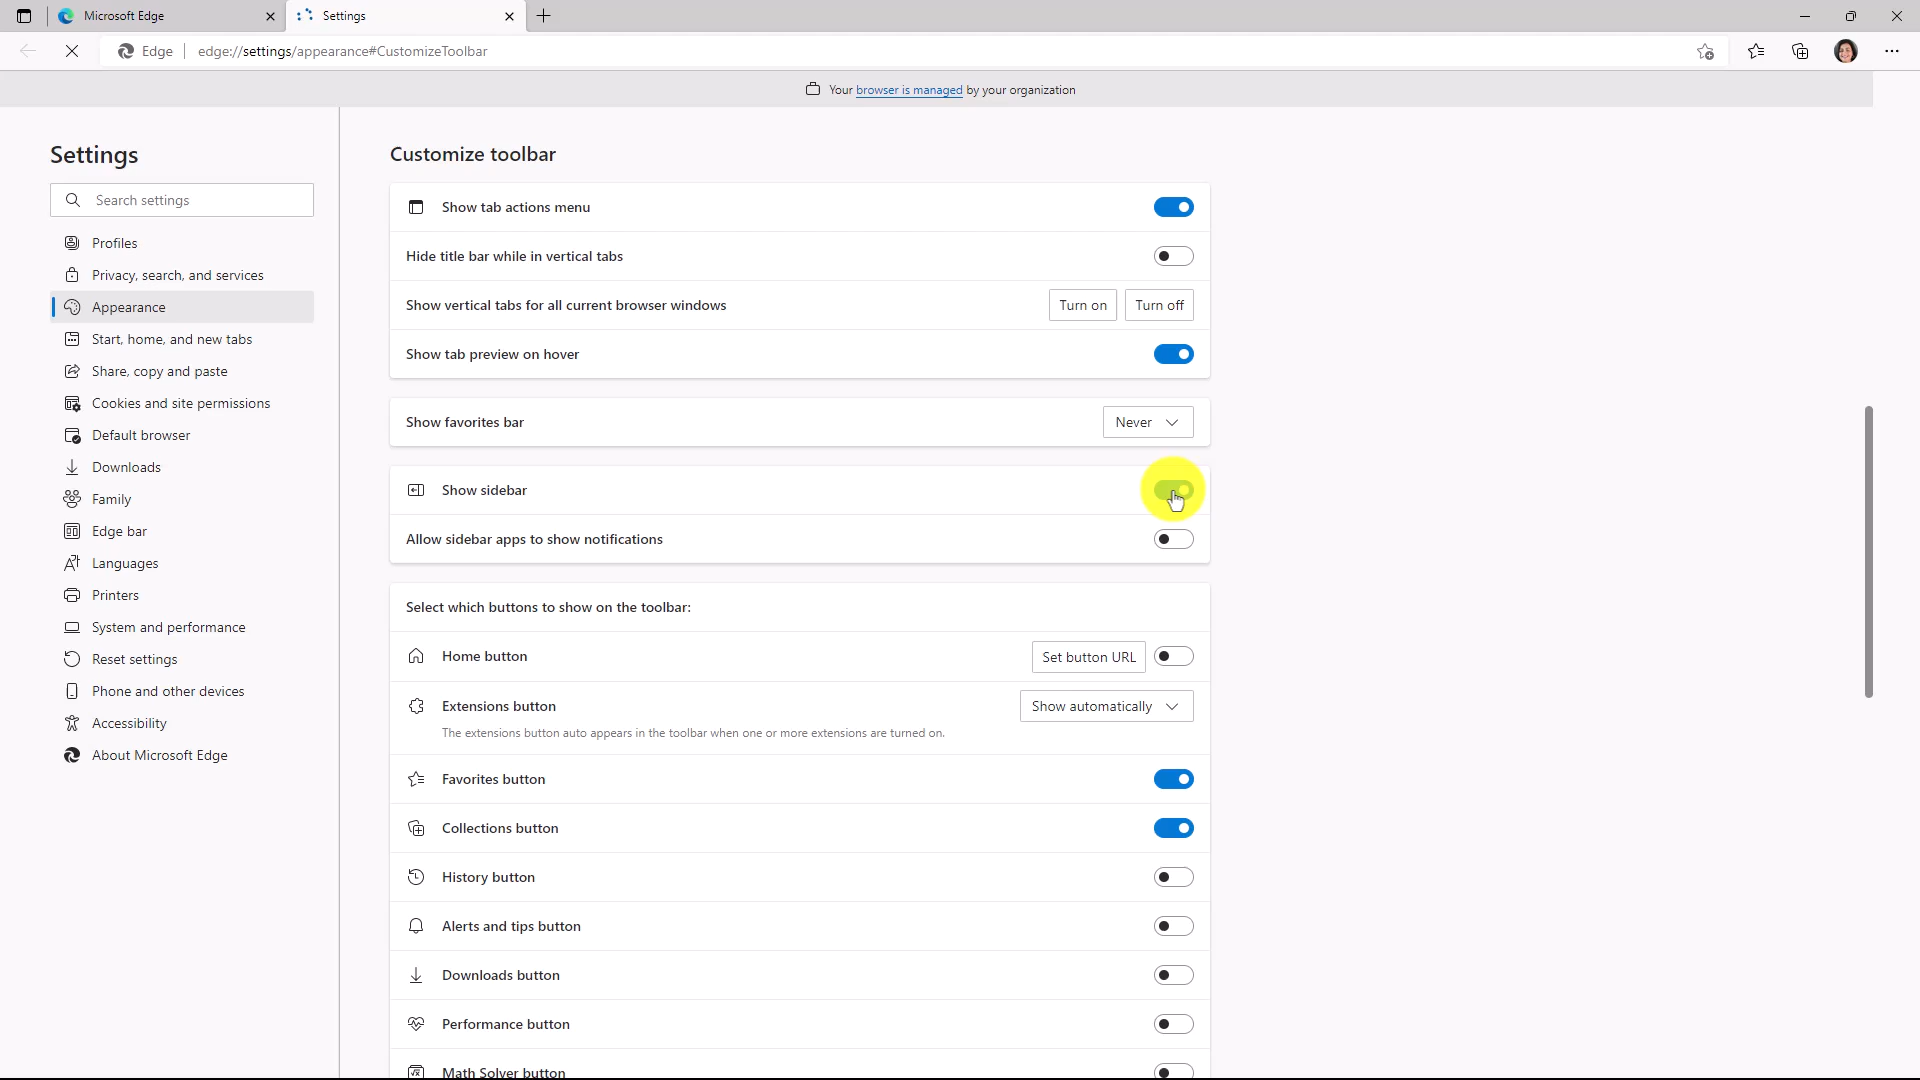 Microsoft Edge
Settings
Edge
edge://settings/appearance#CustomizeToolbar
Your browser is managed by your organization
Settings
Search settings
Profiles
Privacy, search, and services
Appearance
Start, home, and new tabs
Share, copy and paste
Cookies and site permissions
Default browser
Downloads
Family
Edge bar
Languages
Printers
System and performance
Reset settings
Phone and other devices
Accessibility
About Microsoft Edge
Customize toolbar
Show tab actions menu
Hide title bar while in vertical tabs
Show vertical tabs for all current browser windows
Turn on
Turn off
Show tab preview on hover
Show favorites bar
Never
Show sidebar
Allow sidebar apps to show notifications
Select which buttons to show on the toolbar:
Home button
Set button URL
Extensions button
Show automatically
The extensions button auto appears in the toolbar when one or more extensions are turned on.
Favorites button
Collections button
History button
Alerts and tips button
Downloads button
Performance button
Math Solver button